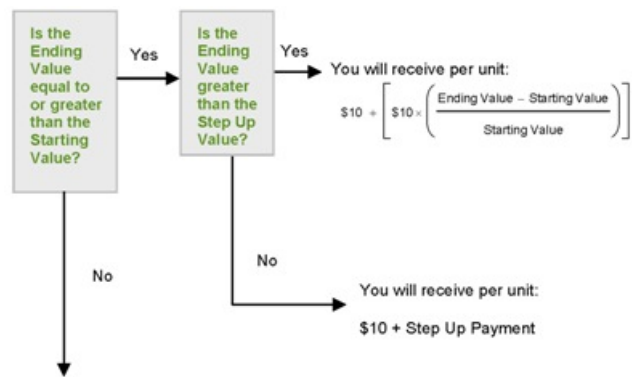 Is the
Ending
Value
equal to
or greater
than the
Starting
Value?
Yes
Is the
Ending
Value
greater
than the
Step Up
Value?
Yes
You will receive per unit:
$10 + [ $10 × ( Ending Value – Starting Value
Starting Value ) ]
No
No
You will receive per unit:
$10 + Step Up Payment